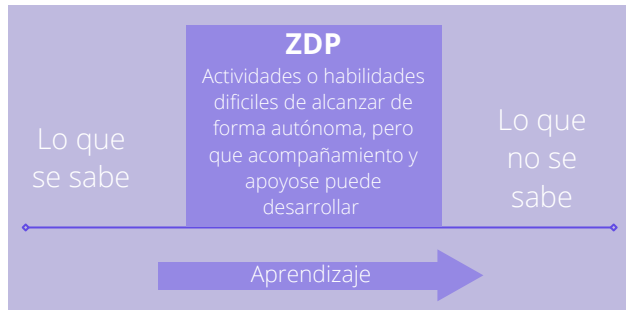 Lo que
se sabe
ZDP
Actividades o habilidades
dificiles de alcanzar de
forma autónoma, pero
que acompañamiento y
apoyose puede
desarrollar
Lo que
no se
sabe
Aprendizaje